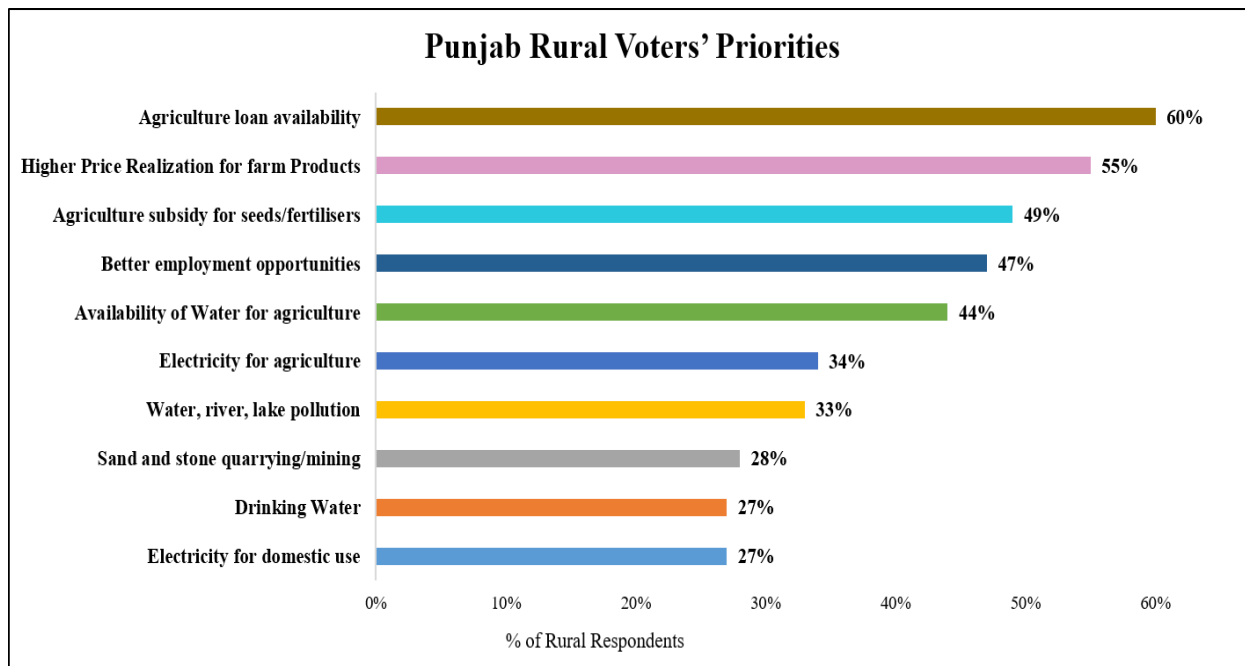 Punjab Rural Voters’ Priorities
Agriculture loan availability 60%
Higher Price Realization for farm Products 55%
Agriculture subsidy for seeds/fertilisers 49%
Better employment opportunities 47%
Availability of Water for agriculture 44%
Electricity for agriculture 34%
Water, river, lake pollution 33%
Sand and stone quarrying/mining 28%
Drinking Water 27%
Electricity for domestic use 27%
0% 10% 20% 30% 40% 50% 60%
% of Rural Respondents